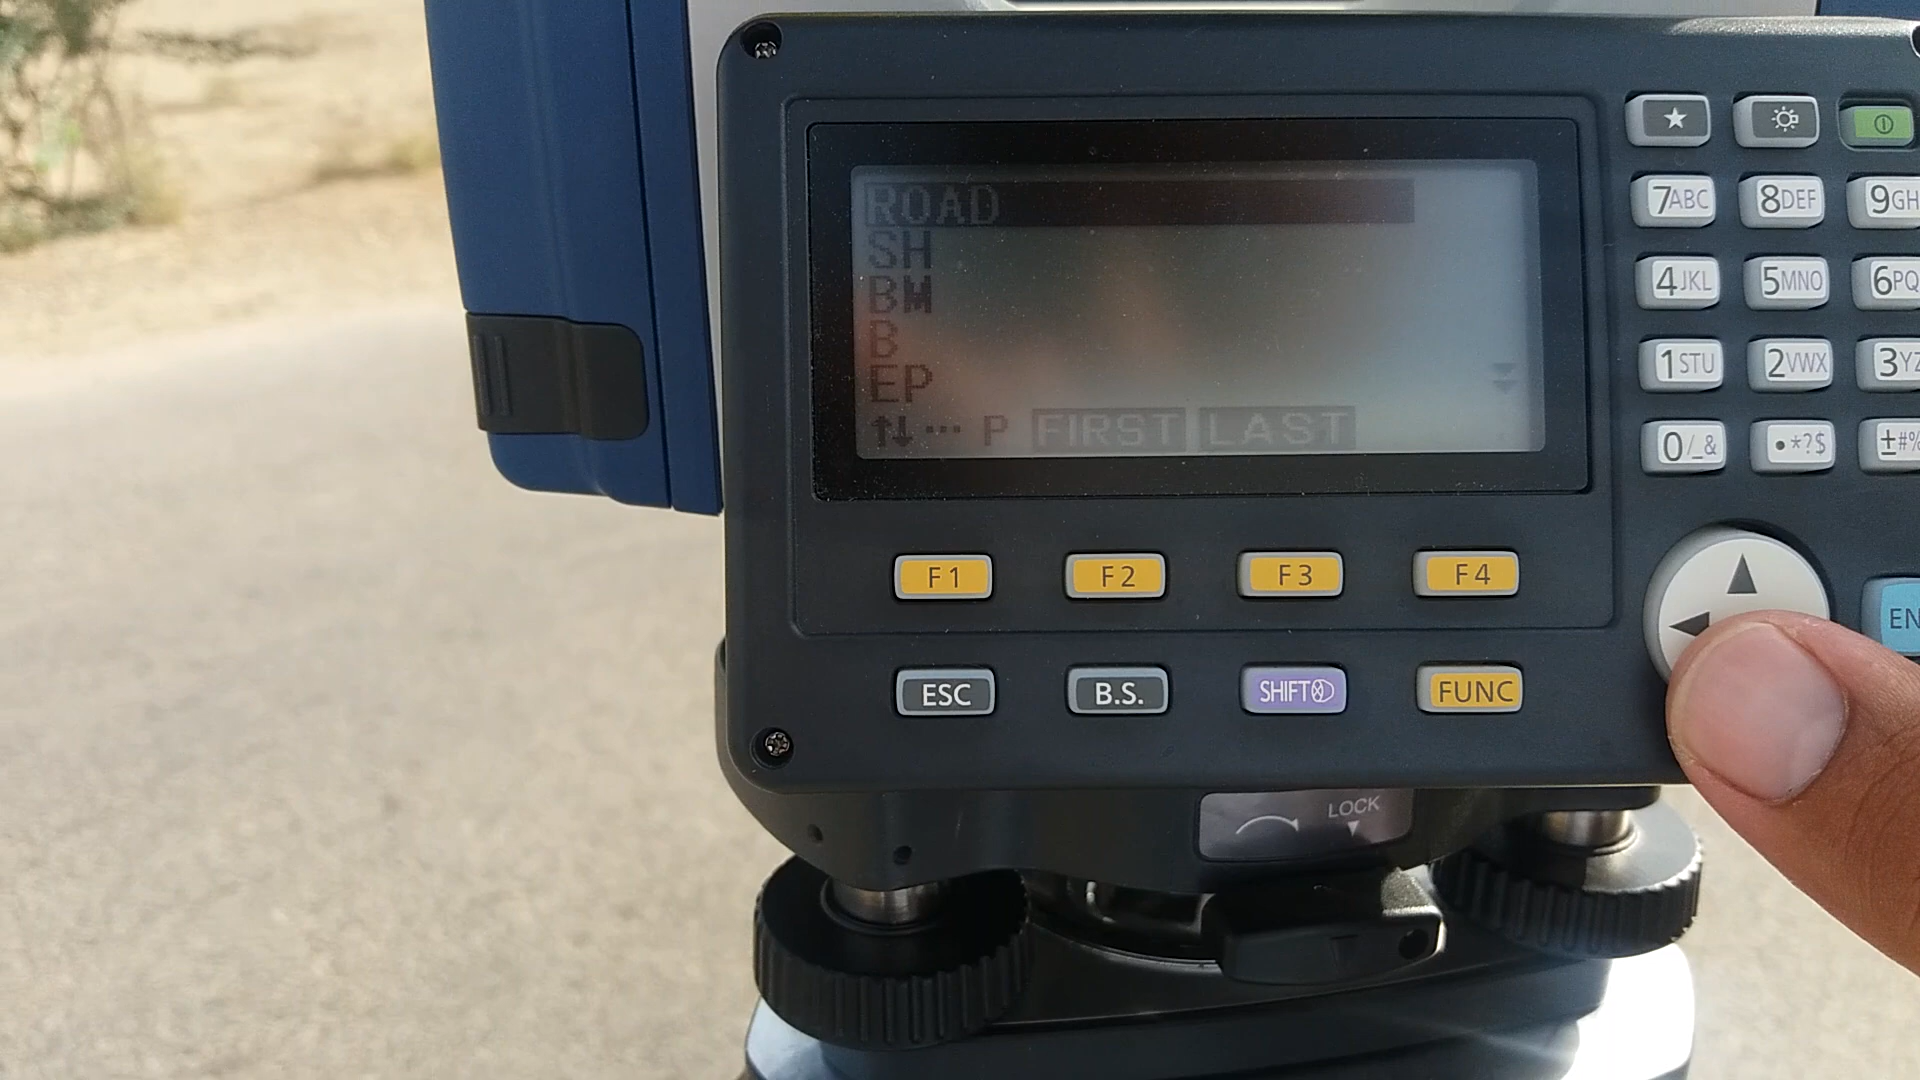 ROAD
SH
BM
B
EP
↑↓··· P FIRST LAST
7ABC 8DEF 9GH
4JKL 5MNO 6PQ
1STU 2VWX 3YZ
0/_& •*?$ ±#%
F1 F2 F3 F4
EN
ESC B.S. SHIFT FUNC
LOCK